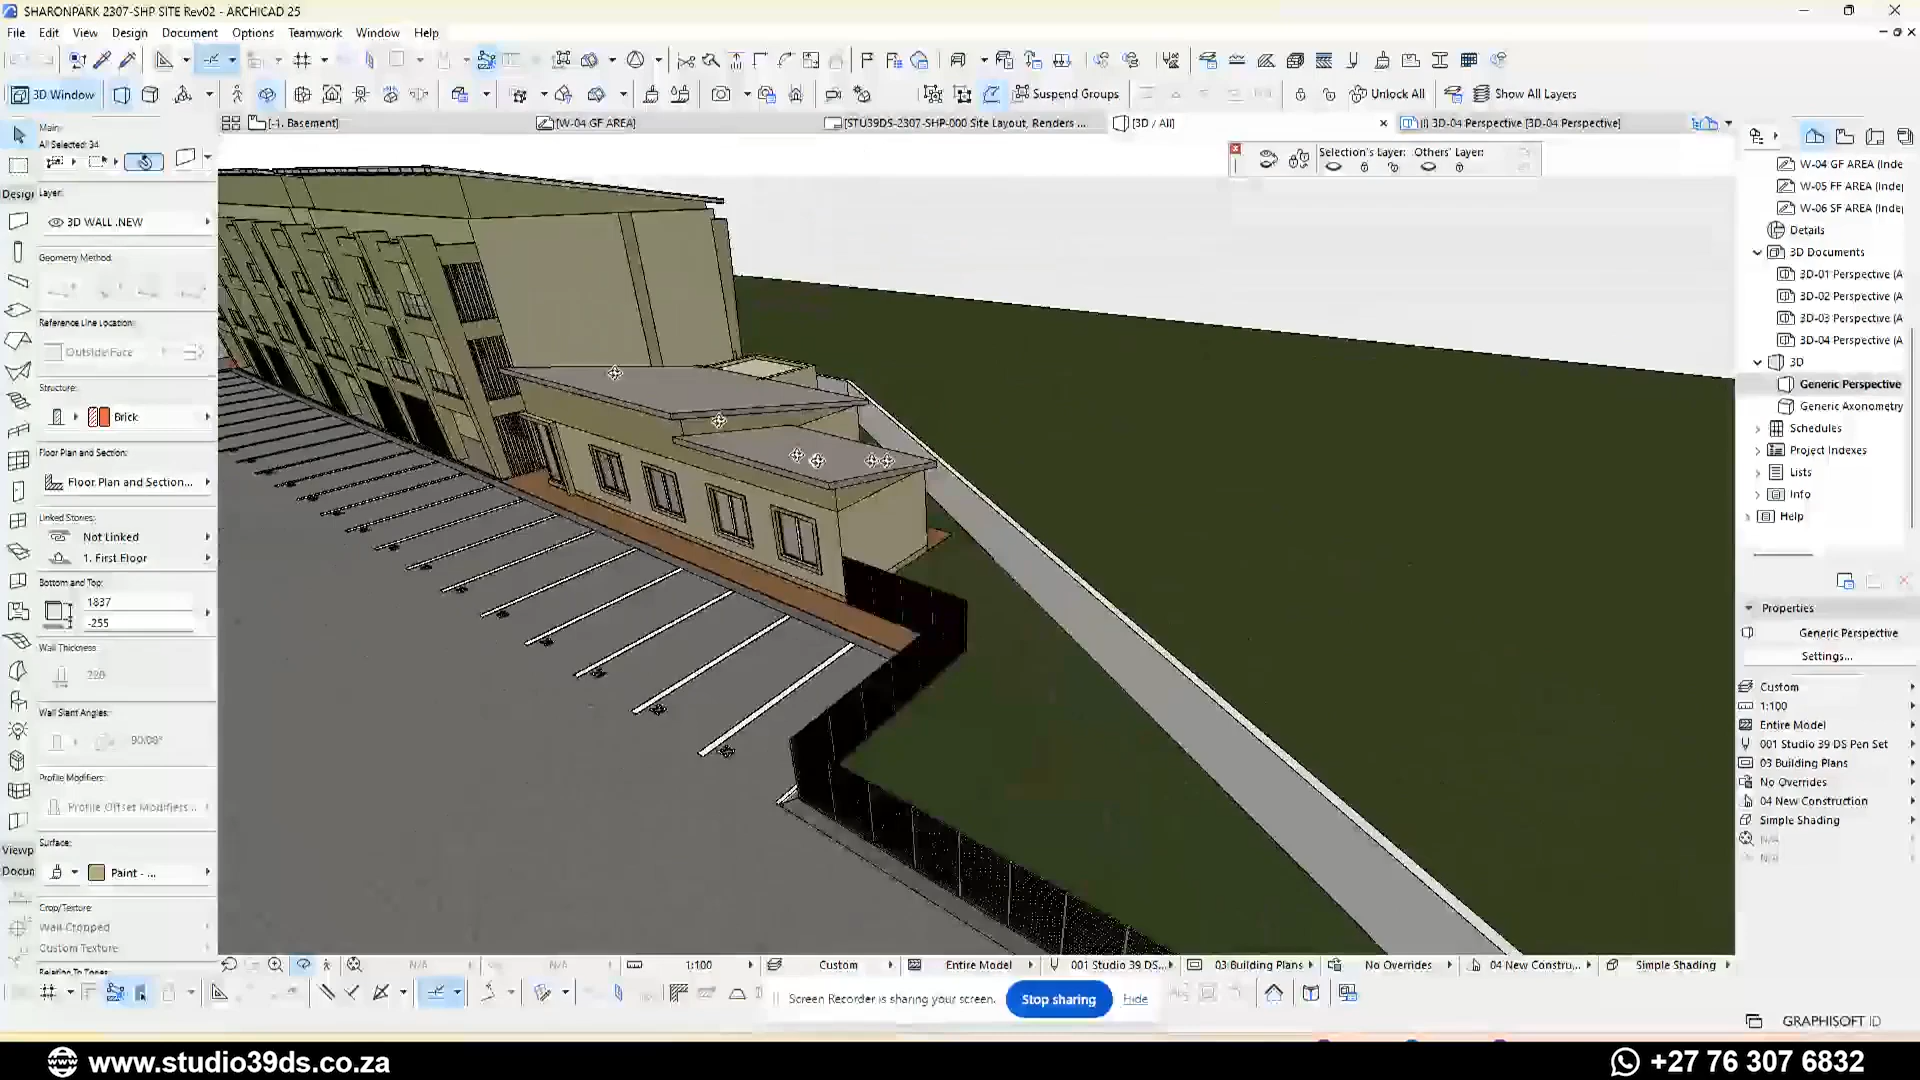 SHARONPARK 2307-SHP SITE Rev02 - ARCHICAD 25
File Edit View Design Document Options Teamwork Window Help
3D Window
Suspend Groups
Unlock All
Show All Layers
[-1. Basement]
[W-04 GF AREA]
[STU39DS-2307-SHP-000 Site Layout, Renders ...
[3D / All]
(I) 3D-04 Perspective [3D-04 Perspective]
Main:
All Selected: 34
Selection's Layer: Others' Layer:
Design
Layer:
3D WALL .NEW
Geometry Method:
Reference Line Location:
Outside Face
Structure:
Brick
Floor Plan and Section:
Floor Plan and Section...
Linked Stories:
Not Linked
1. First Floor
Bottom and Top:
1837
-255
Wall Thickness:
220
Wall Slant Angles:
90.00°
Profile Modifiers:
Profile Offset Modifiers...
Viewp
Surface:
Docum
Paint - ...
Crop/Texture:
Wall Cropped
Custom Texture
Relating To Zones:
W-04 GF AREA (Inde
W-05 FF AREA (Inde
W-06 SF AREA (Inde
Details
3D Documents
3D-01 Perspective (A
3D-02 Perspective (A
3D-03 Perspective (A
3D-04 Perspective (A
3D
Generic Perspective
Generic Axonometry
Schedules
Project Indexes
Lists
Info
Help
Properties
Generic Perspective
Settings...
Custom
1:100
Entire Model
001 Studio 39 DS Pen Set
03 Building Plans
No Overrides
04 New Construction
Simple Shading
N/A
N/A
N/A N/A 1:100 Custom Entire Model 001 Studio 39 DS... 03 Building Plans No Overrides 04 New Constru... Simple Shading
Screen Recorder is sharing your screen. Stop sharing Hide
GRAPHISOFT ID
www.studio39ds.co.za
+27 76 307 6832